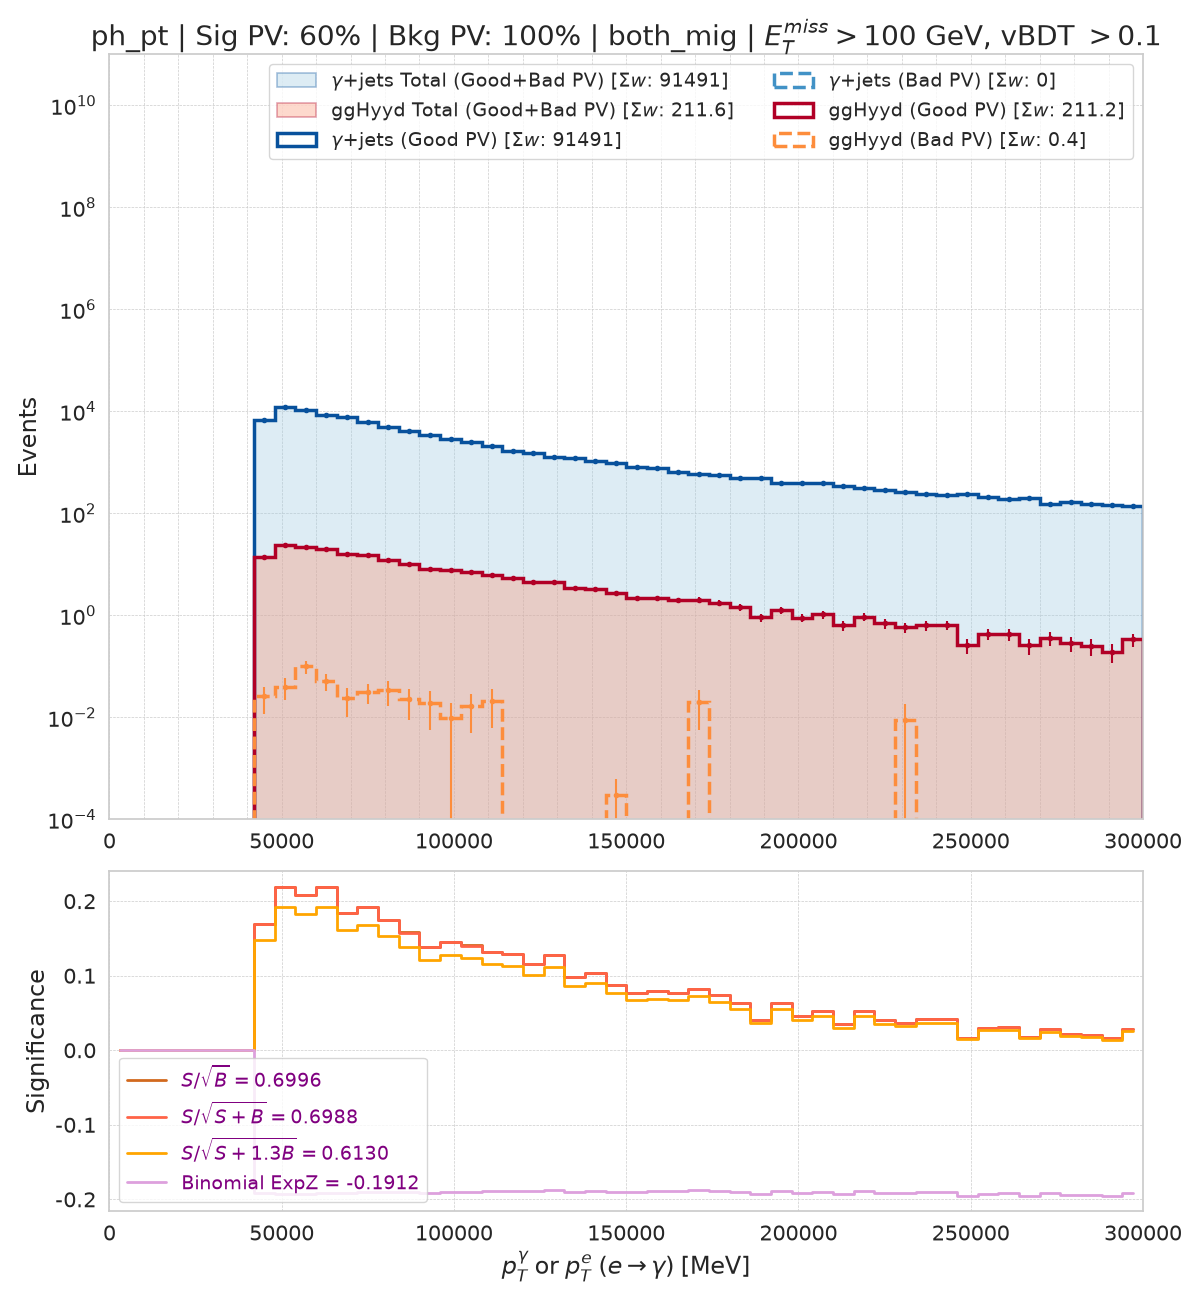 ph_pt | Sig PV: 60% | Bkg PV: 100% | both_mig | $E_T^{miss} > 100$ GeV, vBDT $> 0.1$
γ+jets Total (Good+Bad PV) [Σw: 91491]
ggHyyd Total (Good+Bad PV) [Σw: 211.6]
γ+jets (Good PV) [Σw: 91491]
γ+jets (Bad PV) [Σw: 0]
ggHyyd (Good PV) [Σw: 211.2]
ggHyyd (Bad PV) [Σw: 0.4]
10^{10}
10^8
10^6
10^4
10^2
10^0
10^{−2}
10^{−4}
Events
0 50000 100000 150000 200000 250000 300000
0.2
0.1
0.0
-0.1
-0.2
Significance
$S/\sqrt{B} = 0.6996$
$S/\sqrt{S + B} = 0.6988$
$S/\sqrt{S + 1.3B} = 0.6130$
Binomial ExpZ = -0.1912
0 50000 100000 150000 200000 250000 300000
$p_T^γ$ or $p_T^e$ (e → γ) [MeV]